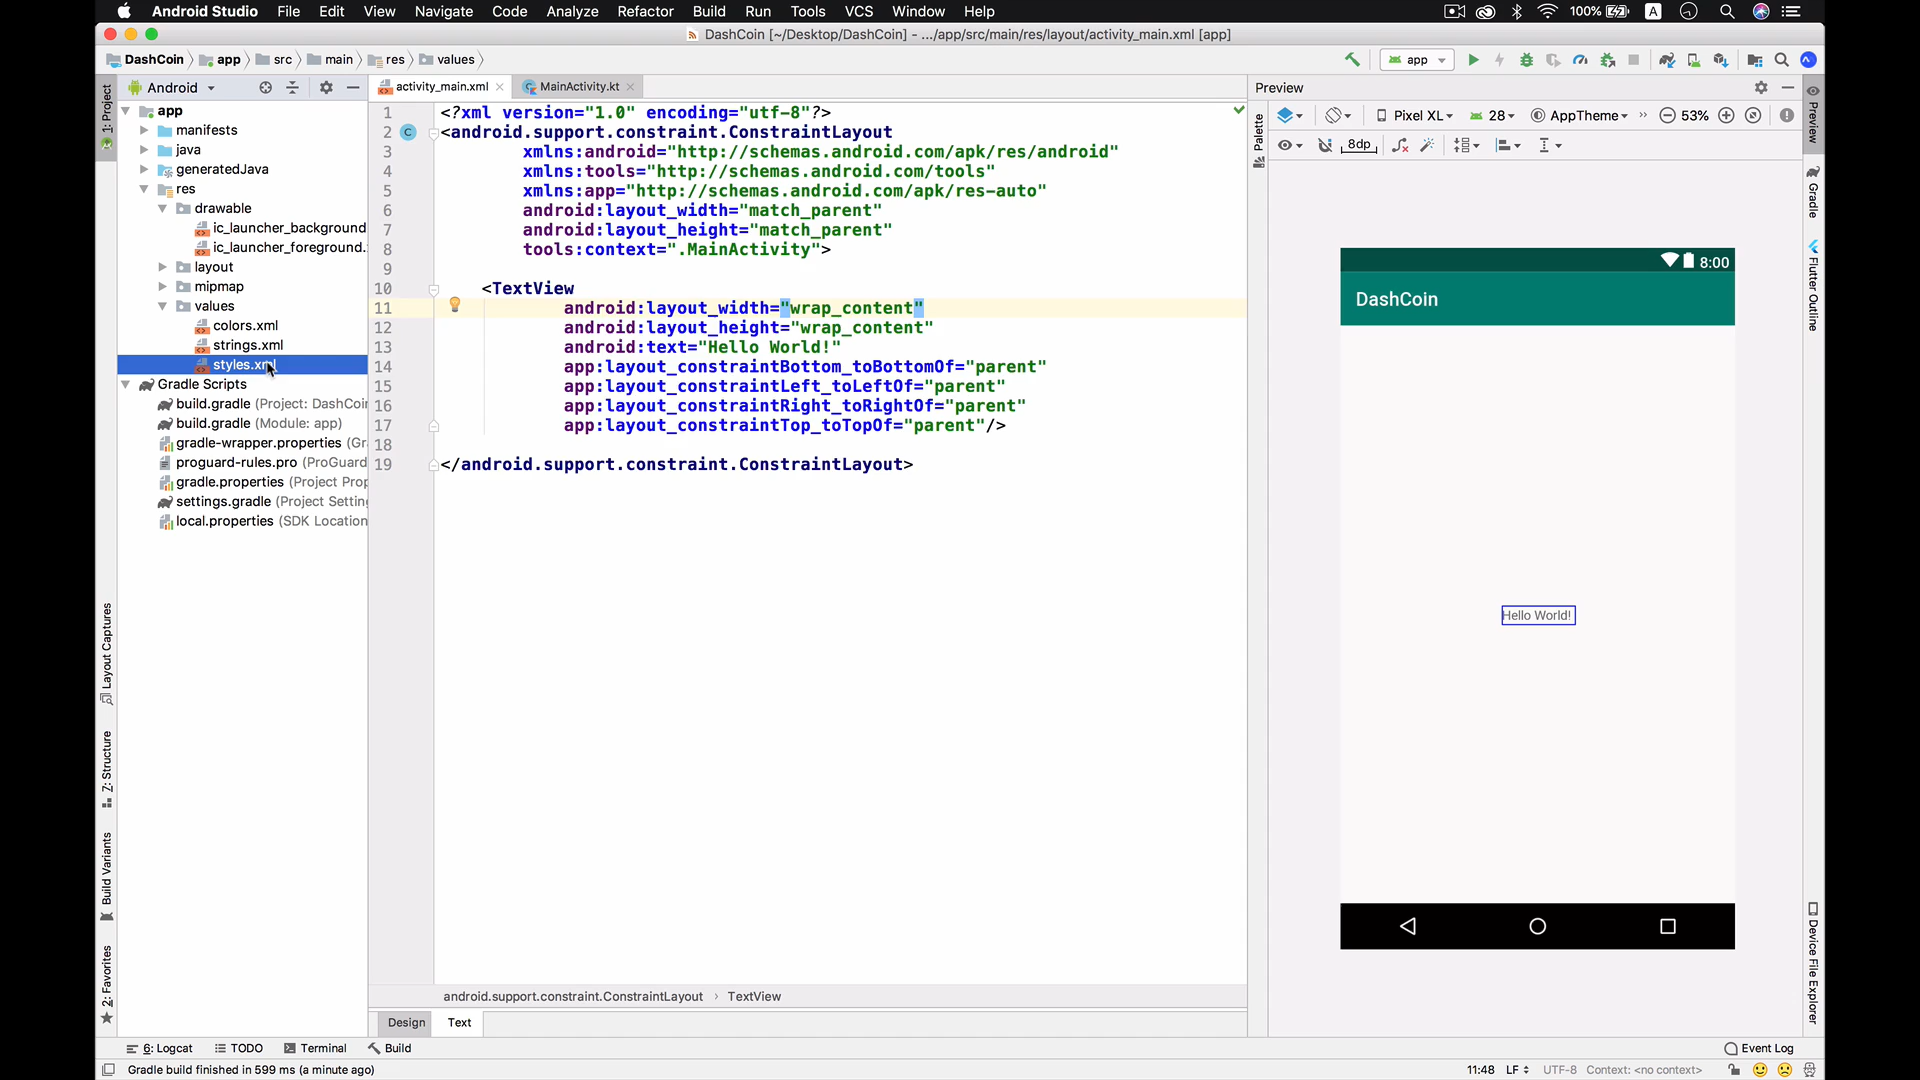 Android Studio File Edit View Navigate Code Analyze Refactor Build Run Tools VCS Window Help 100% A
DashCoin [~/Desktop/DashCoin] - .../app/src/main/res/layout/activity_main.xml [app]
DashCoin app src main res values app
1: Project
Android
activity_main.xml MainActivity.kt
Preview
app
manifests
java
generatedJava
res
drawable
ic_launcher_background
ic_launcher_foreground.
layout
mipmap
values
colors.xml
strings.xml
styles.xml
Gradle Scripts
build.gradle (Project: DashCoin
build.gradle (Module: app)
gradle-wrapper.properties (Gr
proguard-rules.pro (ProGuard
gradle.properties (Project Prop
settings.gradle (Project Settin
local.properties (SDK Location
1 <?xml version="1.0" encoding="utf-8"?>
2 C <android.support.constraint.ConstraintLayout
3 xmlns:android="http://schemas.android.com/apk/res/android"
4 xmlns:tools="http://schemas.android.com/tools"
5 xmlns:app="http://schemas.android.com/apk/res-auto"
6 android:layout_width="match_parent"
7 android:layout_height="match_parent"
8 tools:context=".MainActivity">
9
10 <TextView
11 android:layout_width="wrap_content"
12 android:layout_height="wrap_content"
13 android:text="Hello World!"
14 app:layout_constraintBottom_toBottomOf="parent"
15 app:layout_constraintLeft_toLeftOf="parent"
16 app:layout_constraintRight_toRightOf="parent"
17 app:layout_constraintTop_toTopOf="parent"/>
18
19 </android.support.constraint.ConstraintLayout>
Palette
Pixel XL 28 AppTheme 53%
8dp
8:00
DashCoin
Hello World!
Preview
Gradle
Flutter Outline
Device File Explorer
Layout Captures
Z: Structure
Build Variants
2: Favorites
android.support.constraint.ConstraintLayout › TextView
Design Text
6: Logcat TODO Terminal Build Event Log
Gradle build finished in 599 ms (a minute ago) 11:48 LF UTF-8 Context: <no context>